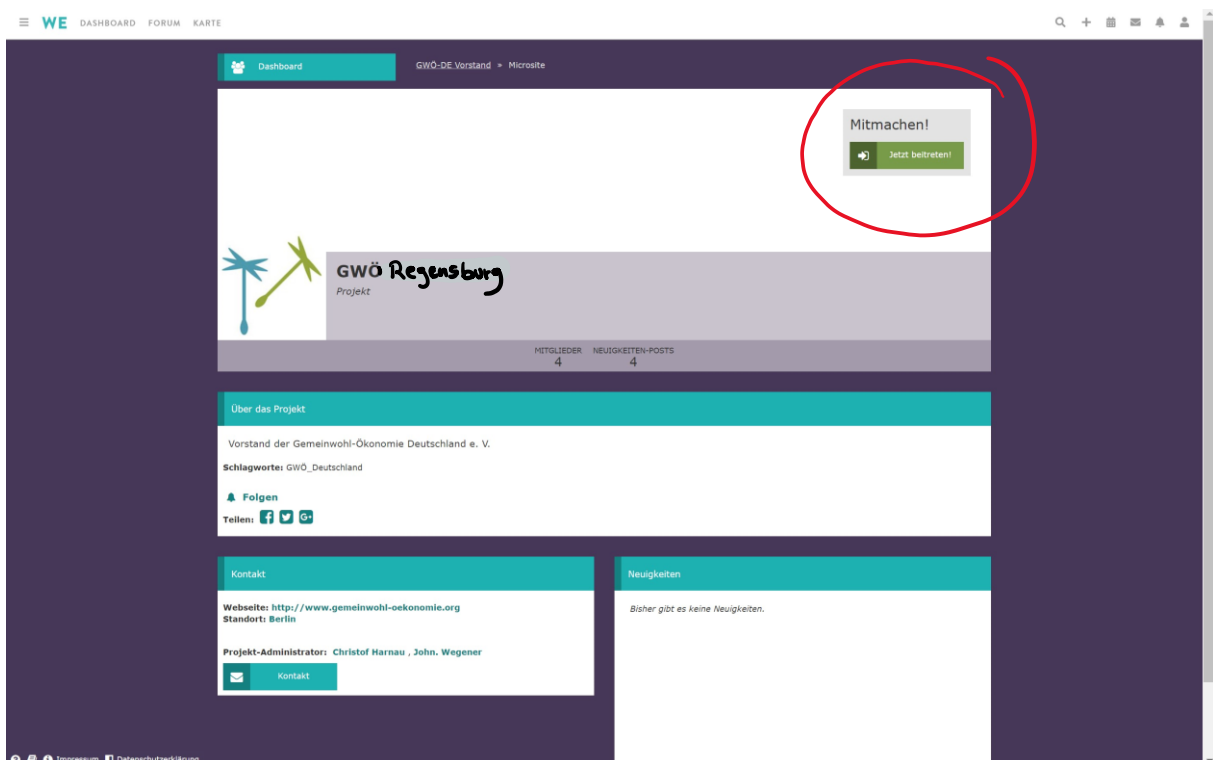 WE DASHBOARD FORUM KARTE
Dashboard
GWÖ-DE Vorstand » Microsite
Mitmachen!
Jetzt beitreten!
GWÖ Regensburg
Projekt
MITGLIEDER NEUIGKEITEN-POSTS
4 4
Über das Projekt
Vorstand der Gemeinwohl-Ökonomie Deutschland e. V.
Schlagworte: GWÖ_Deutschland
Folgen
Teilen:
Kontakt
Webseite: http://www.gemeinwohl-oekonomie.org
Standort: Berlin
Projekt-Administrator: Christof Harnau , John. Wegener
Kontakt
Neuigkeiten
Bisher gibt es keine Neuigkeiten.
Impressum Datenschutzerklärung